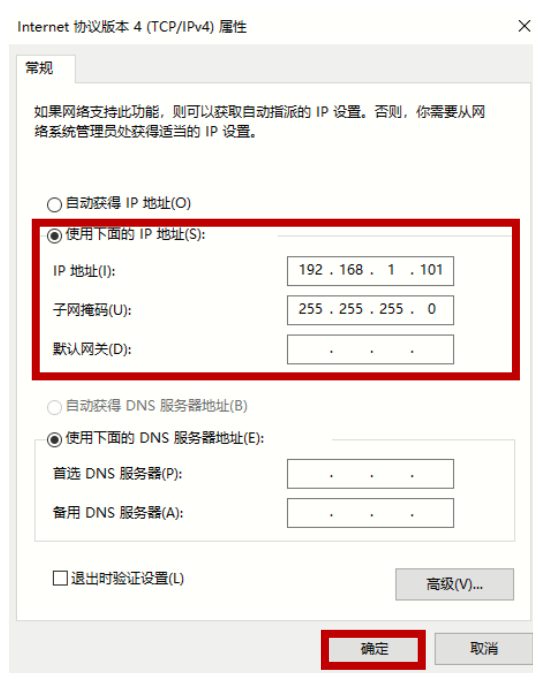 Internet 协议版本 4 (TCP/IPv4) 属性
常规
如果网络支持此功能，则可以获取自动指派的 IP 设置。否则，你需要从网
络系统管理员处获得适当的 IP 设置。
自动获得 IP 地址(O)
使用下面的 IP 地址(S):
IP 地址(I):
192 . 168 . 1 . 101
子网掩码(U):
255 . 255 . 255 . 0
默认网关(D):
. . .
自动获得 DNS 服务器地址(B)
使用下面的 DNS 服务器地址(E):
首选 DNS 服务器(P):
. . .
备用 DNS 服务器(A):
. . .
退出时验证设置(L)
高级(V)...
确定
取消